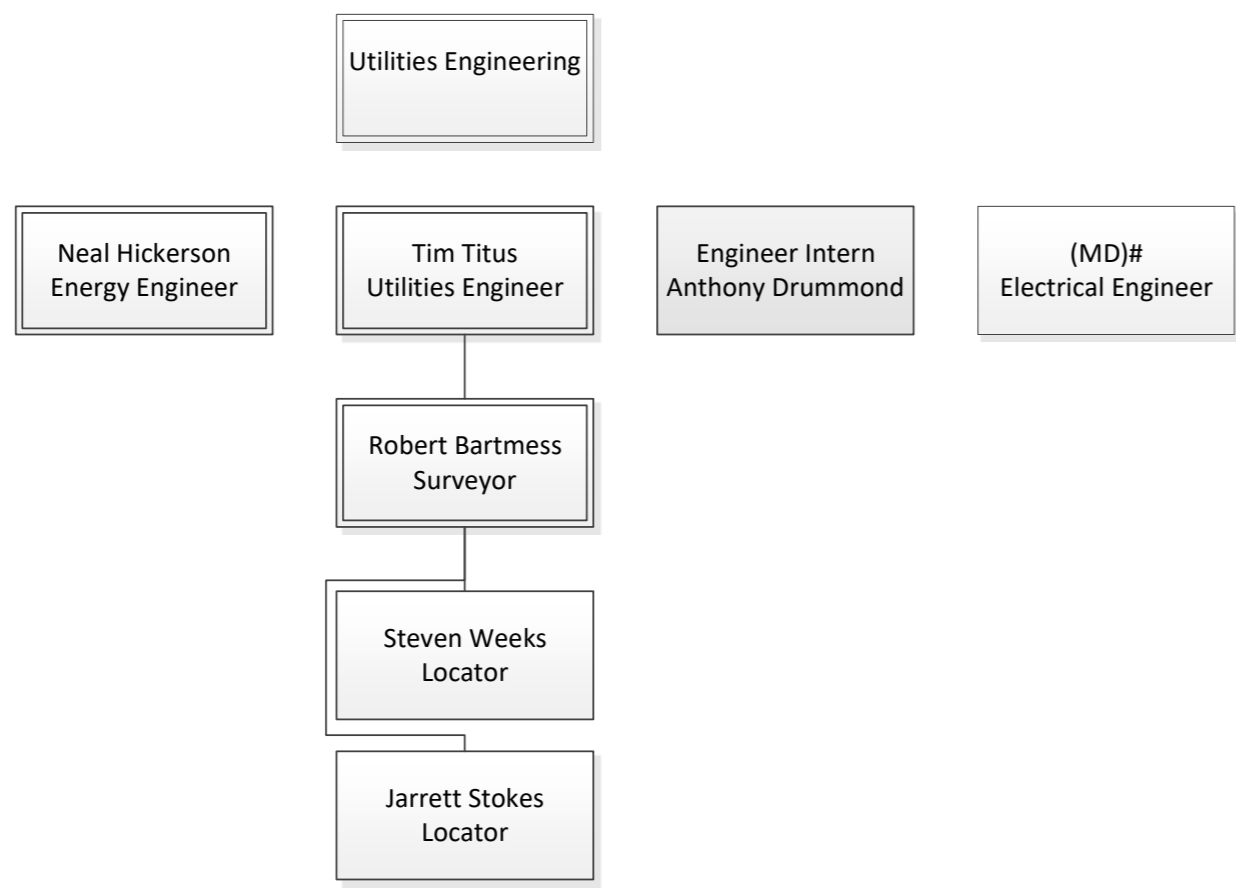 Utilities Engineering
Neal Hickerson
Energy Engineer
Tim Titus
Utilities Engineer
Engineer Intern
Anthony Drummond
(MD)#
Electrical Engineer
Robert Bartmess
Surveyor
Steven Weeks
Locator
Jarrett Stokes
Locator